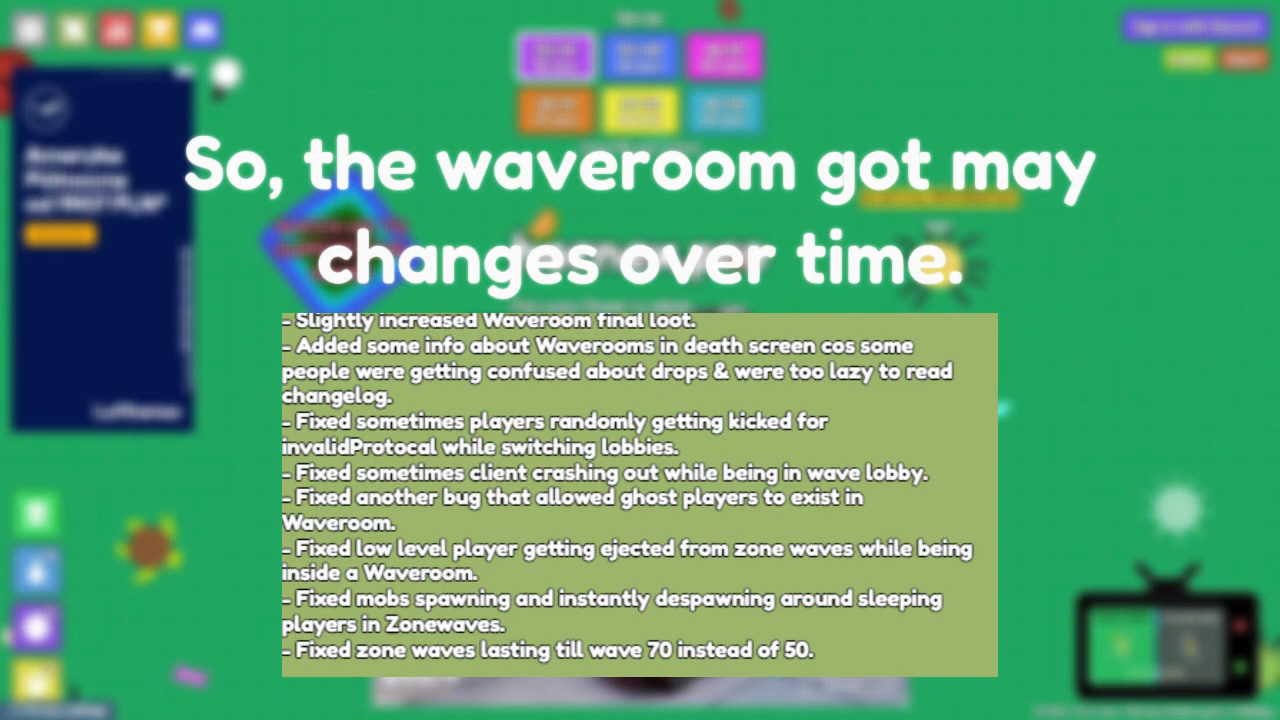 So, the waveroom got may
changes over time.
- Slightly increased Waveroom final loot.
- Added some info about Waverooms in death screen cos some
people were getting confused about drops & were too lazy to read
changelog.
- Fixed sometimes players randomly getting kicked for
invalidProtocal while switching lobbies.
- Fixed sometimes client crashing out while being in wave lobby.
- Fixed another bug that allowed ghost players to exist in
Waveroom.
- Fixed low level player getting ejected from zone waves while being
inside a Waveroom.
- Fixed mobs spawning and instantly despawning around sleeping
players in Zonewaves.
- Fixed zone waves lasting till wave 70 instead of 50.